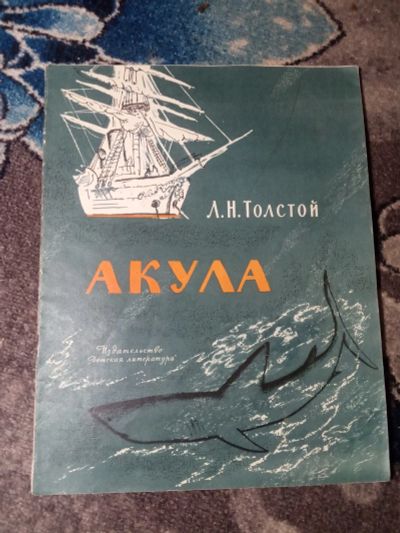 Л.Н.ТОЛСТОЙ
АКУЛА
"Издательство
Детская литература"